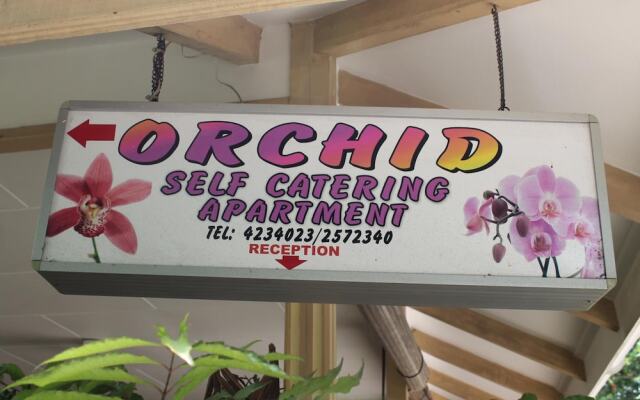 ORCHID
SELF CATERING
APARTMENT
TEL: 4234023/2572340
RECEPTION